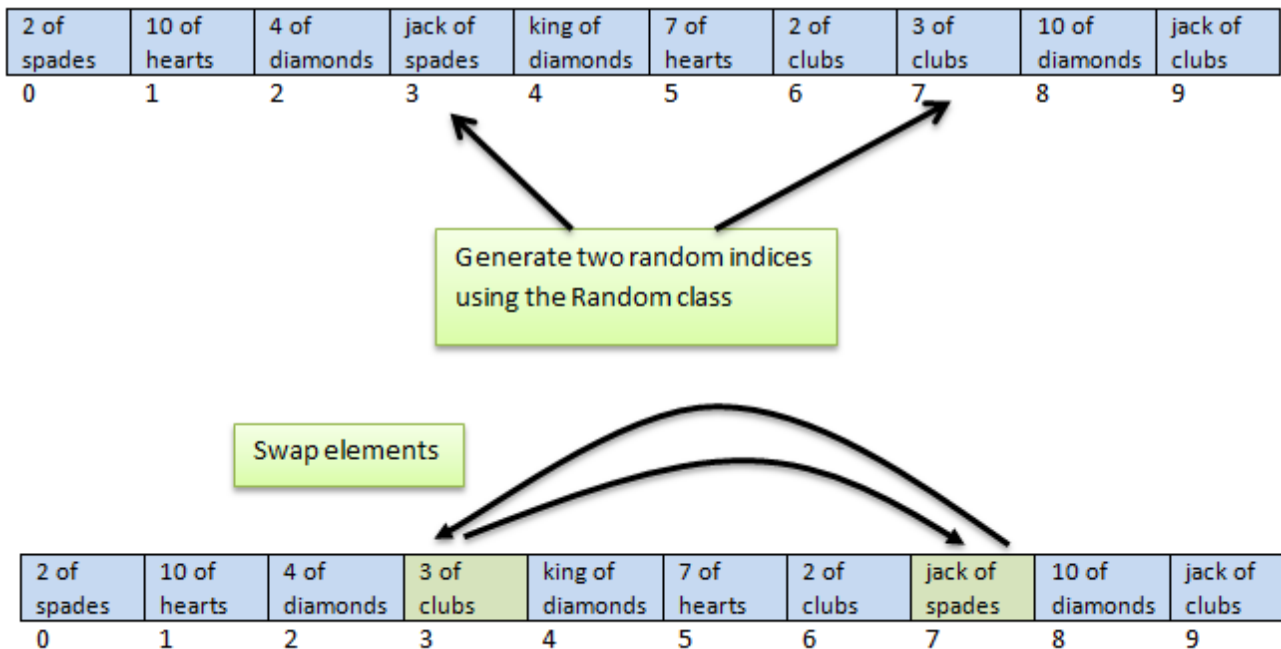 2 of 10 of 4 of jack of king of 7 of 2 of 3 of 10 of jack of
spades hearts diamonds spades diamonds hearts clubs clubs diamonds clubs
0 1 2 3 4 5 6 7 8 9
Generate two random indices
using the Random class
Swap elements
2 of 10 of 4 of 3 of king of 7 of 2 of jack of 10 of jack of
spades hearts diamonds clubs diamonds hearts clubs spades diamonds clubs
0 1 2 3 4 5 6 7 8 9